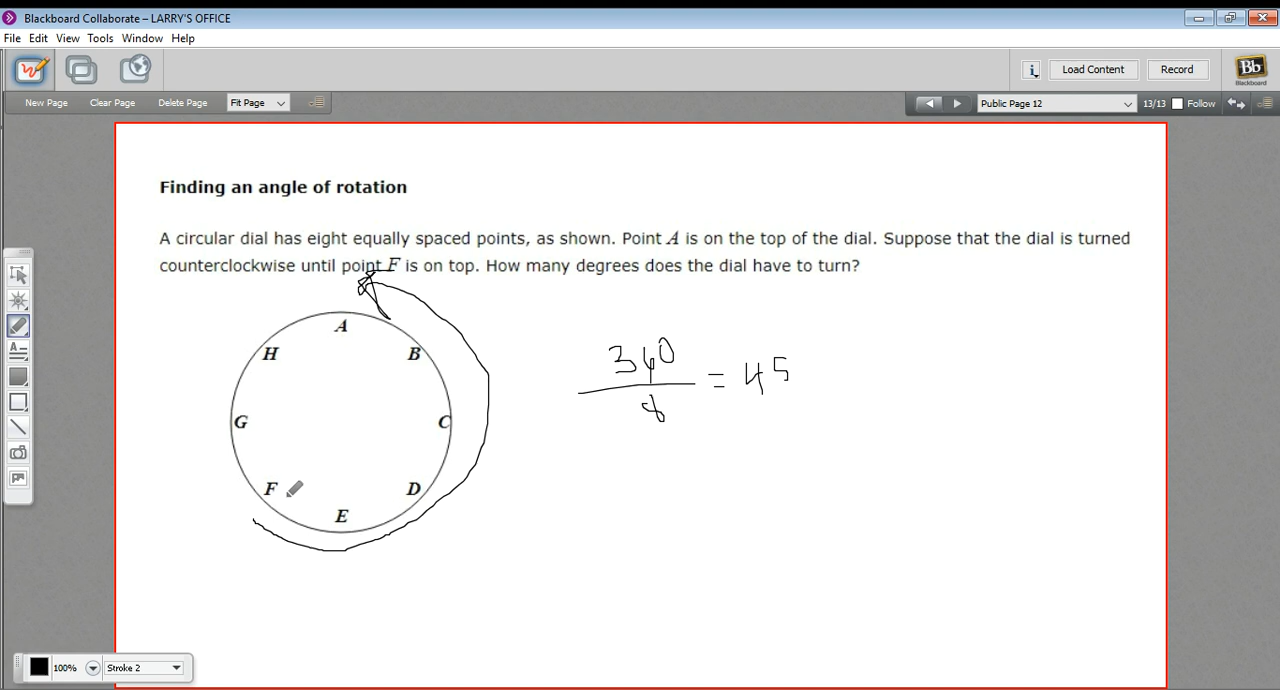 Blackboard Collaborate – LARRY'S OFFICE
File Edit View Tools Window Help
Load Content Record Bb
Blackboard
New Page Clear Page Delete Page Fit Page Public Page 12 13/13 Follow
Finding an angle of rotation
A circular dial has eight equally spaced points, as shown. Point A is on the top of the dial. Suppose that the dial is turned
counterclockwise until point F is on top. How many degrees does the dial have to turn?
A
H B
G C
F D
E
360
8
= 45
100% Stroke 2